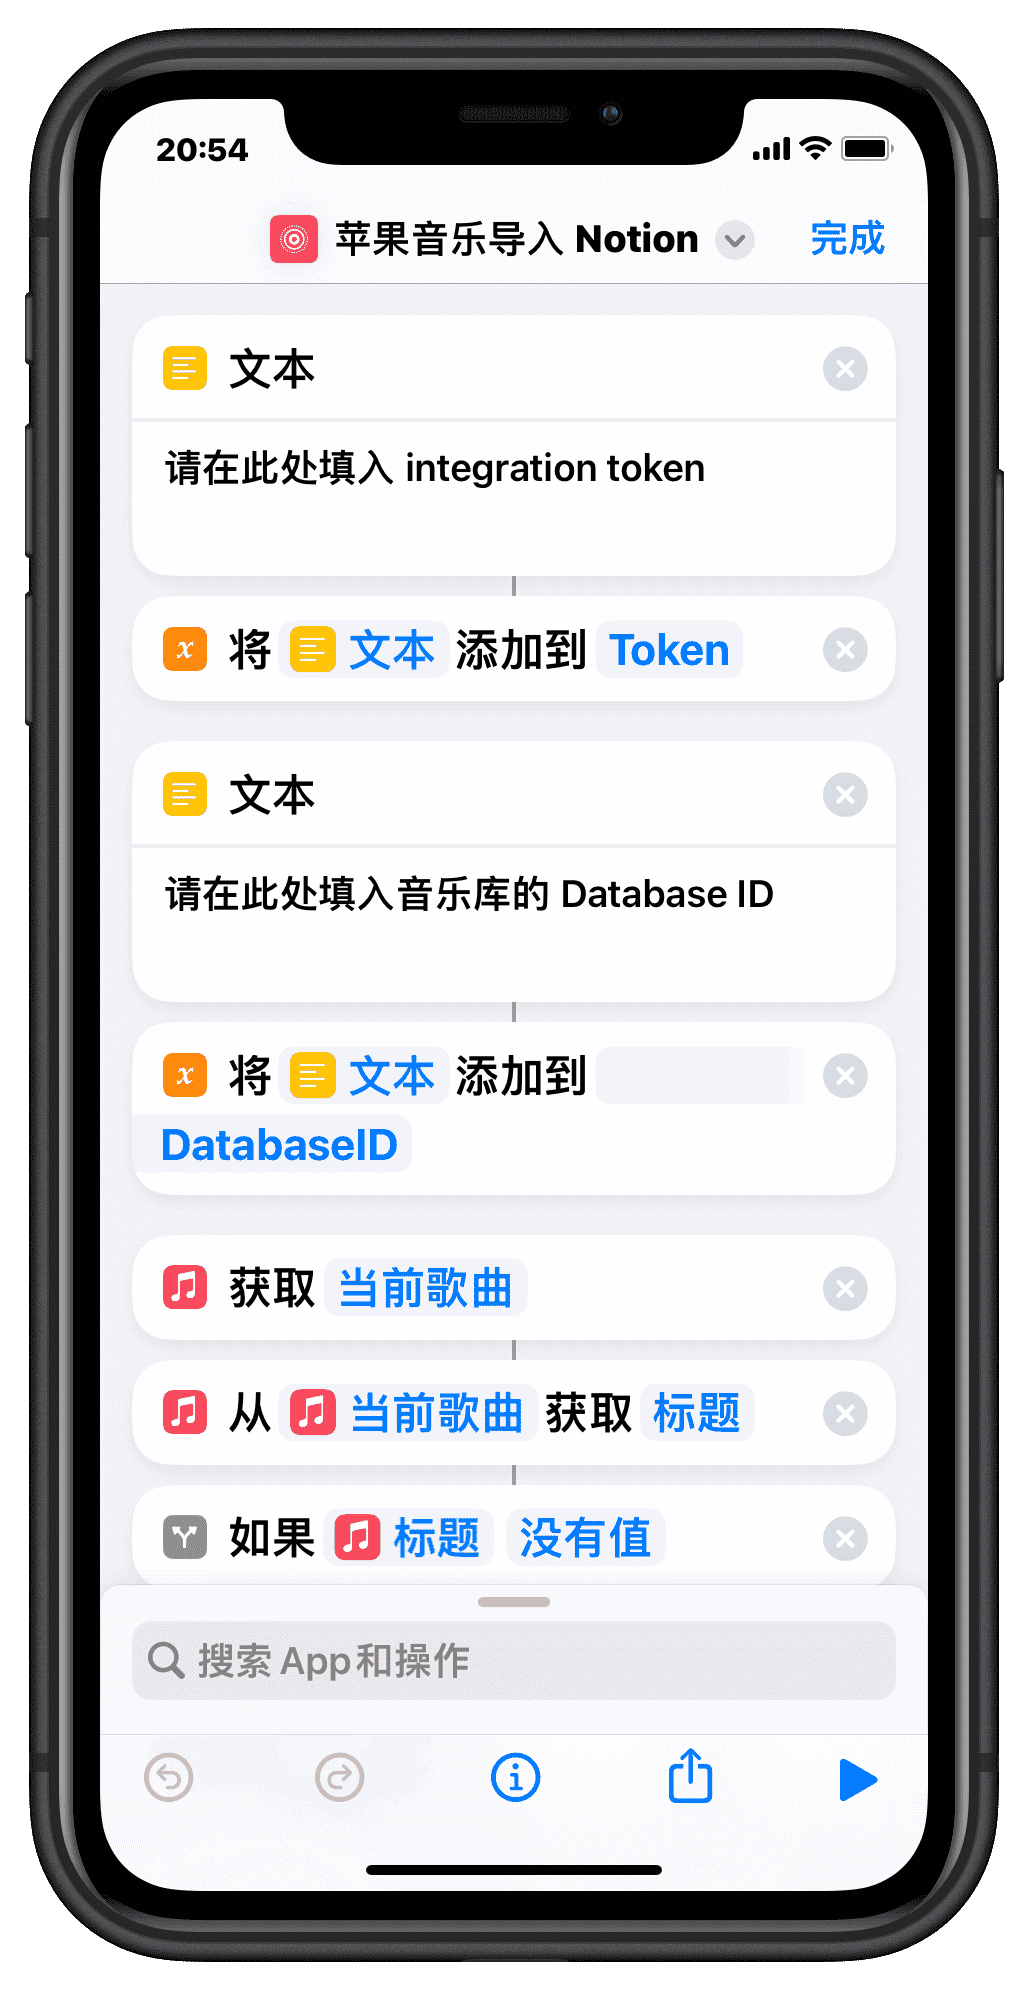 20:54
苹果音乐导入 Notion
完成
文本
请在此处填入 integration token
将 文本 添加到 Token
文本
请在此处填入音乐库的 Database ID
将 文本 添加到
DatabaseID
获取 当前歌曲
从 当前歌曲 获取 标题
如果 标题 没有值
搜索 App和操作